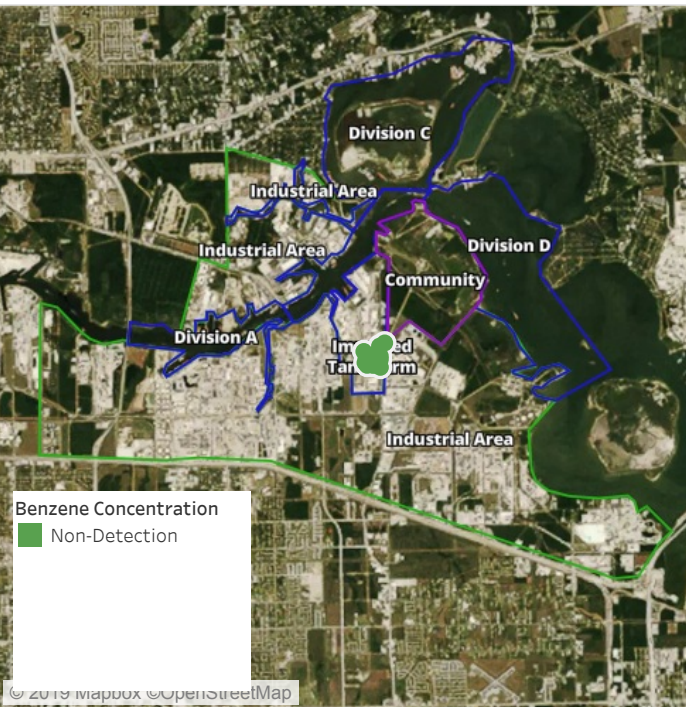 Division C
Industrial Area
Division D
Industrial Area
Community
Division A
Industrial Area
Benzene Concentration
Non-Detection
© 2019 Mapbox ©OpenStreetMap